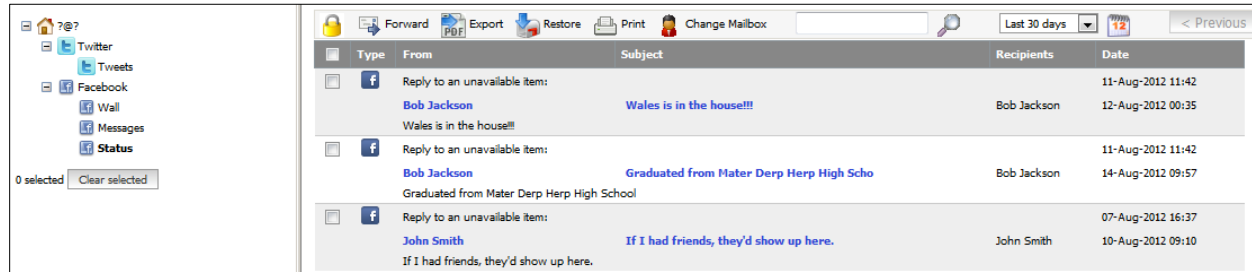 ?@?
Twitter
Tweets
Facebook
Wall
Messages
Status
0 selected Clear selected
Forward PDF Export Restore Print Change Mailbox Last 30 days 12 < Previous
Type From Subject Recipients Date
Reply to an unavailable item: 11-Aug-2012 11:42
Bob Jackson Wales is in the house!!! Bob Jackson 12-Aug-2012 00:35
Wales is in the house!!!
Reply to an unavailable item: 11-Aug-2012 11:42
Bob Jackson Graduated from Mater Derp Herp High Scho Bob Jackson 14-Aug-2012 09:57
Graduated from Mater Derp Herp High School
Reply to an unavailable item: 07-Aug-2012 16:37
John Smith If I had friends, they'd show up here. John Smith 10-Aug-2012 09:10
If I had friends, they'd show up here.